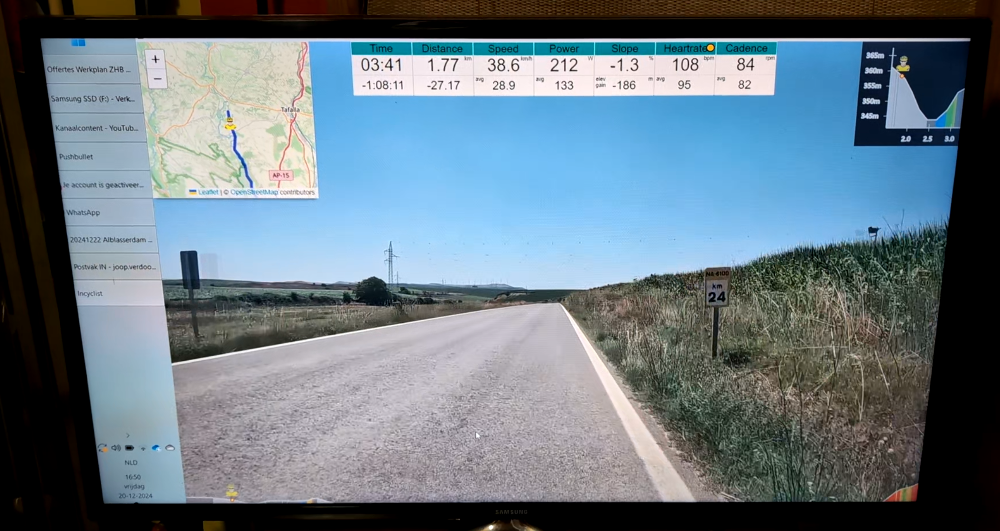 Offertes Werkplan ZHB ...
Samsung SSD (F:) - Verk...
Kanaalcontent - YouTub...
Pushbullet
Je account is geactiveer...
WhatsApp
20241222 Alblasserdam ...
Postvak IN - joop.verdoo...
Incyclist
NLD
16:50
vrijdag
20-12-2024
+
−
Tafalla
AP-15
Leaflet | © OpenStreetMap contributors
Time Distance Speed Power Slope Heartrate Cadence
03:41 1.77 km 38.6 km/h 212 W -1.3 % 108 bpm 84 rpm
-1:08:11 -27.17 avg 28.9 avg 133 elev gain -186 m avg 95 avg 82
365m
360m
355m
350m
345m
2.0 2.5 3.0
NA-6100
km
24
SAMSUNG